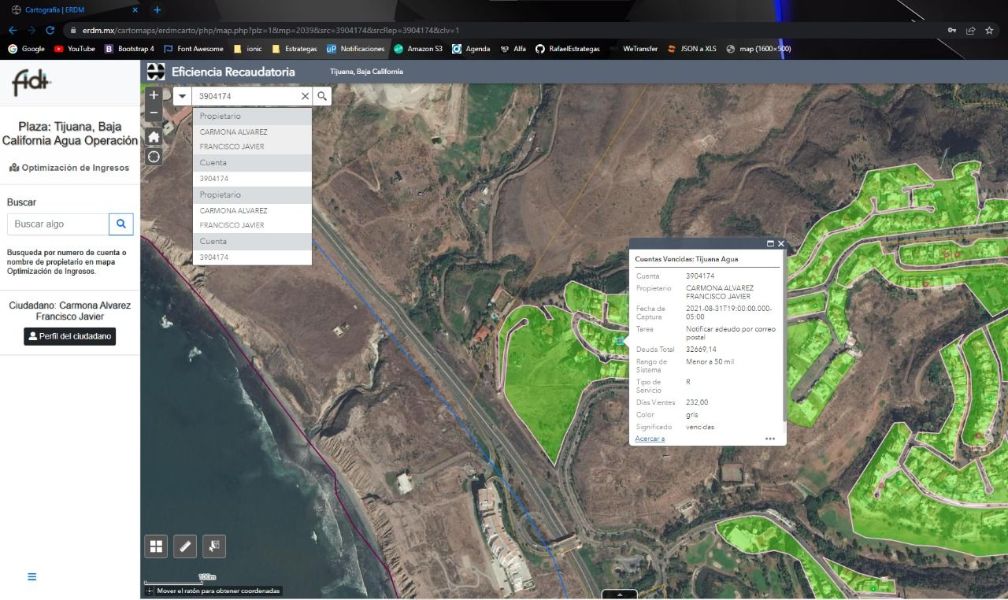 Cartografía | ERDM
erdm.mx/cartomaps/erdmcarto/php/map.php?plz=1&mp=2039&src=3904174&srcRep=3904174&clv=1
Google YouTube Bootstrap 4 Font Awesome ionic Estrategas Notificaciones Amazon S3 Agenda Alfa RafaelEstrategas WeTransfer JSON a XLS map (1600×500)
fidt
Eficiencia Recaudatoria
Tijuana, Baja California
Plaza: Tijuana, Baja
California Agua Operación
Optimización de Ingresos
Buscar
Buscar algo
Busqueda por numero de cuenta o
nombre de propietario en mapa
Optimización de Ingresos.
Ciudadano: Carmona Alvarez
Francisco Javier
Perfil del ciudadano
3904174
Propietario
CARMONA ALVAREZ
FRANCISCO JAVIER
Cuenta
3904174
Propietario
CARMONA ALVAREZ
FRANCISCO JAVIER
Cuenta
3904174
Cuentas Vencidas: Tijuana Agua
Cuenta 3904174
Propietario CARMONA ALVAREZ
FRANCISCO JAVIER
Fecha de 2021-08-31T19:00:00.000-
Captura 05:00
Tarea Notificar adeudo por correo
postal
Deuda Total 32669,14
Rango de Menor a 50 mil
Sistema
Tipo de R
Servicio
Días Vientes 232,00
Color gris
Significado vencidas
Acercar a
100m
Mover el ratón para obtener coordenadas